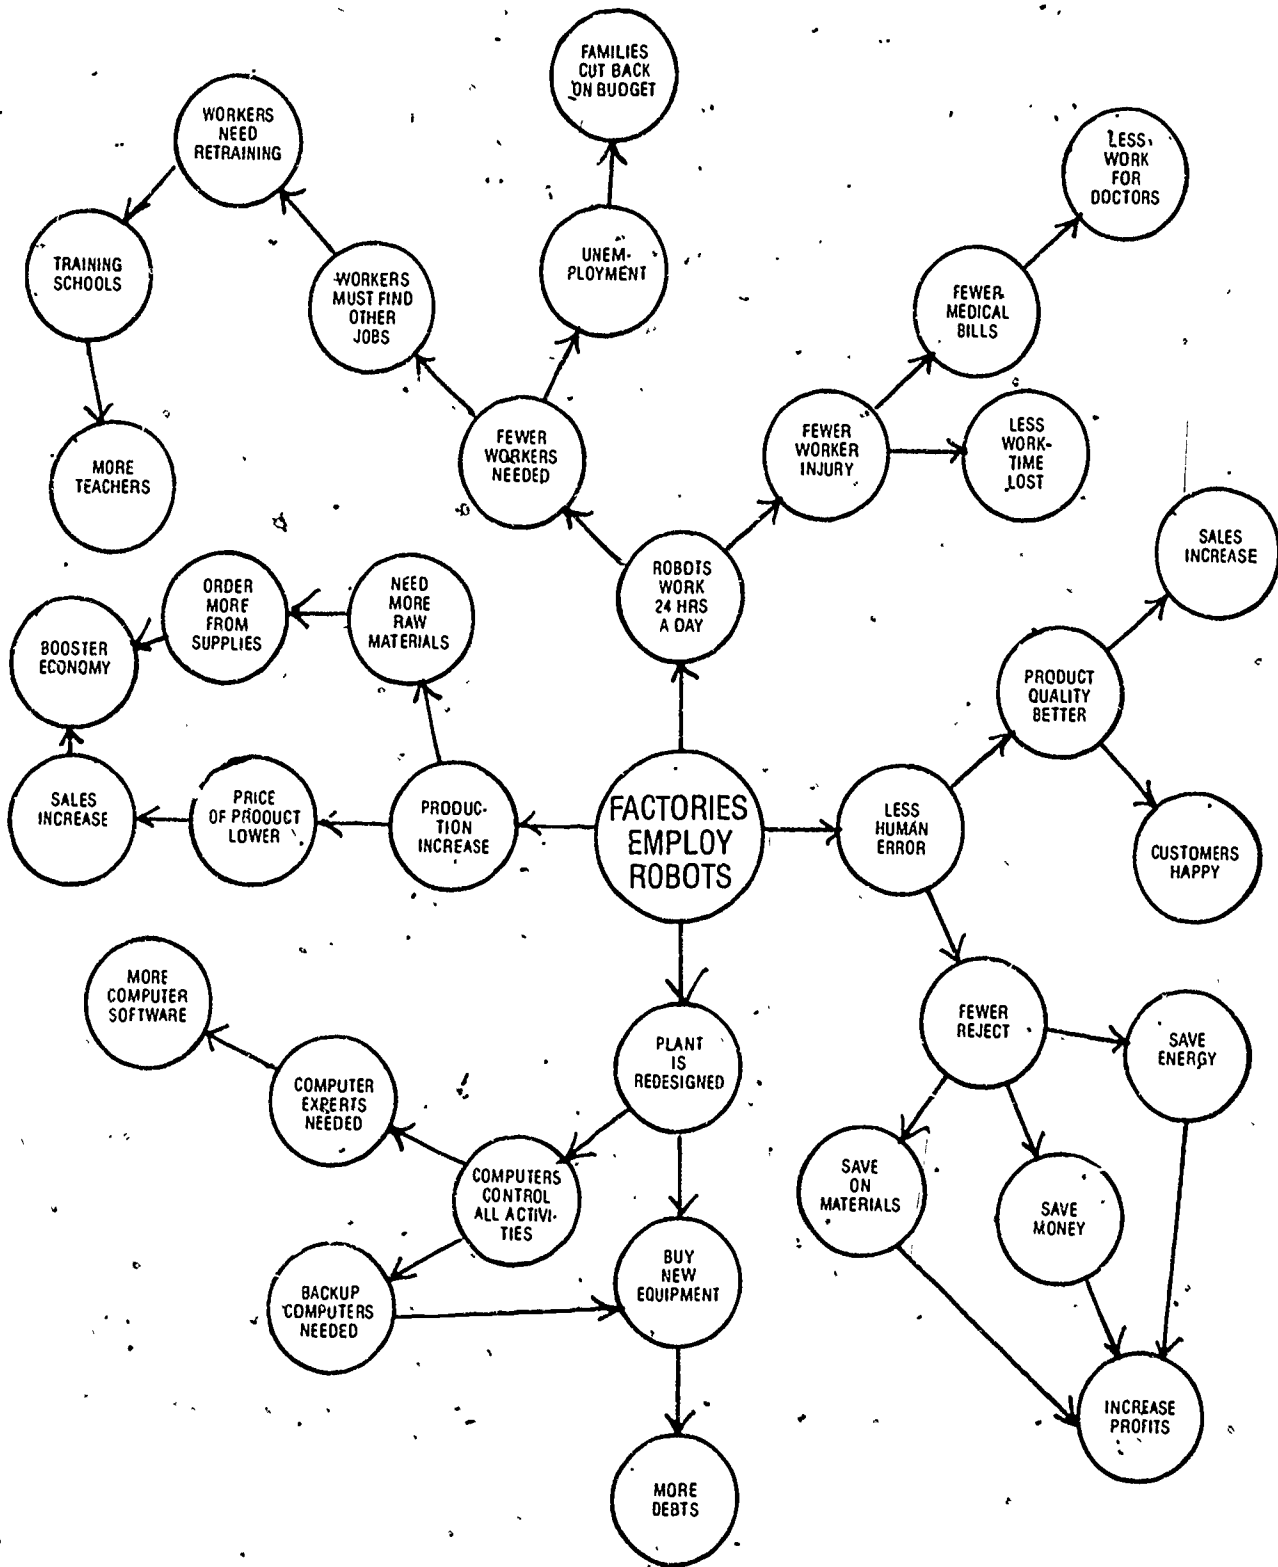 FAMILIES
CUT BACK
ON BUDGET
WORKERS
NEED
RETRAINING
LESS
WORK
FOR
DOCTORS
TRAINING
SCHOOLS
WORKERS
MUST FIND
OTHER
JOBS
UNEM-
PLOYMENT
FEWER
MEDICAL
BILLS
MORE
TEACHERS
FEWER
WORKERS
NEEDED
FEWER
WORKER
INJURY
LESS
WORK-
TIME
LOST
SALES
INCREASE
ROBOTS
WORK
24 HRS
A DAY
ORDER
MORE
FROM
SUPPLIES
NEED
MORE
RAW
MATERIALS
BOOSTER
ECONOMY
PRODUCT
QUALITY
BETTER
SALES
INCREASE
PRICE
OF PRODUCT
LOWER
PRODUC-
TION
INCREASE
FACTORIES
EMPLOY
ROBOTS
LESS
HUMAN
ERROR
CUSTOMERS
HAPPY
MORE
COMPUTER
SOFTWARE
COMPUTER
EXPERTS
NEEDED
PLANT
IS
REDESIGNED
FEWER
REJECT
SAVE
ENERGY
COMPUTERS
CONTROL
ALL ACTIVI-
TIES
SAVE
ON
MATERIALS
SAVE
MONEY
BACKUP
COMPUTERS
NEEDED
BUY
NEW
EQUIPMENT
INCREASE
PROFITS
MORE
DEBTS